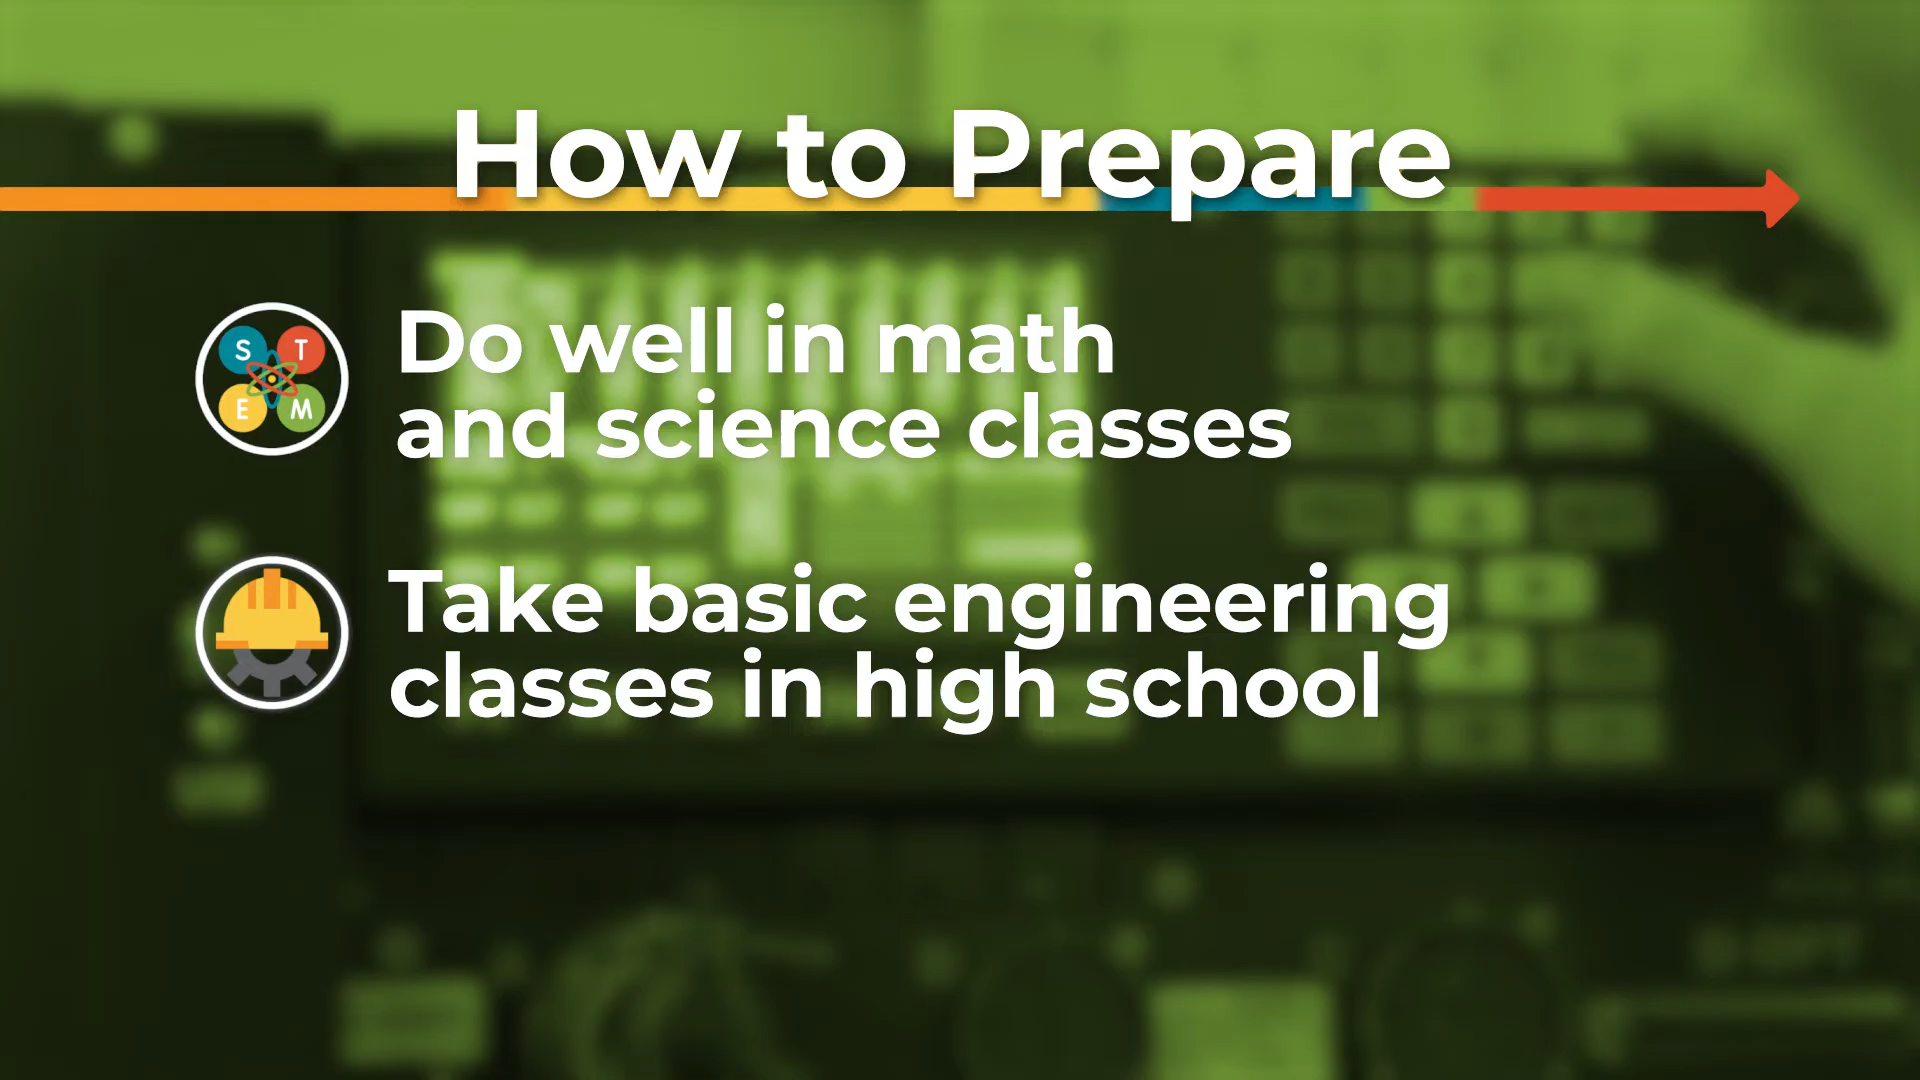 How to Prepare
S T
E M
Do well in math
and science classes
Take basic engineering
classes in high school